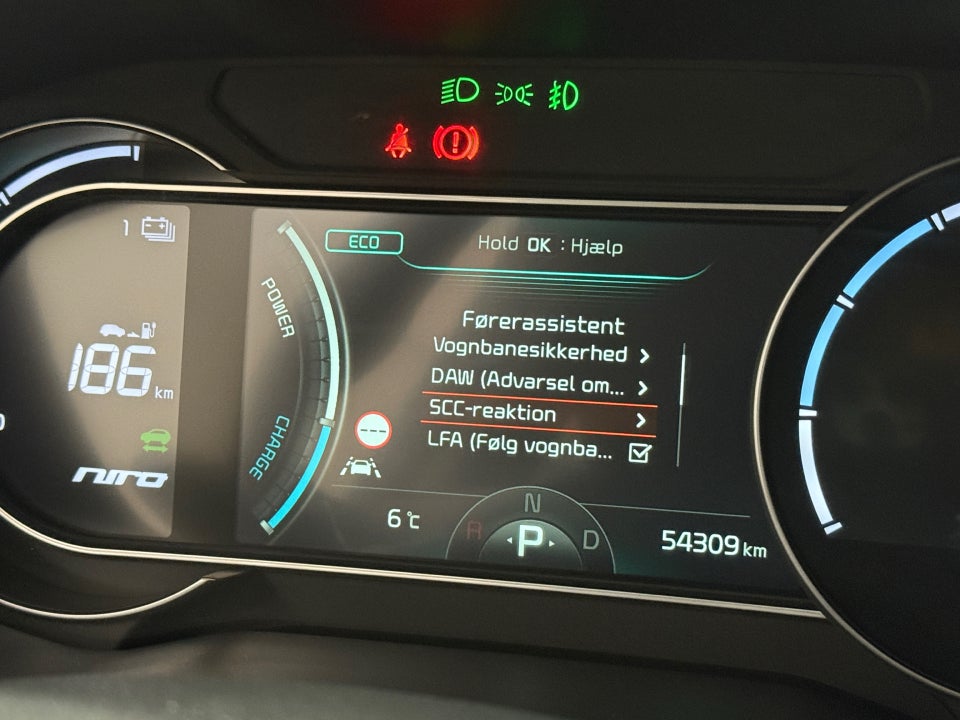 1
186 km
niro
POWER
CHARGE
ECO
Hold OK : Hjælp
Førerassistent
Vognbanesikkerhed
DAW (Advarsel om...
SCC-reaktion
LFA (Følg vognba...
6 °C
R N D
P
54309 km